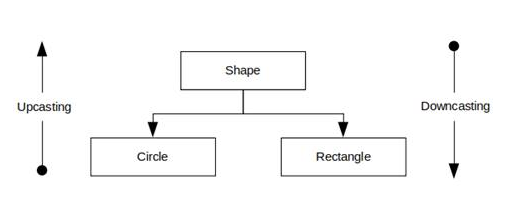 Shape
Upcasting
Downcasting
Circle
Rectangle